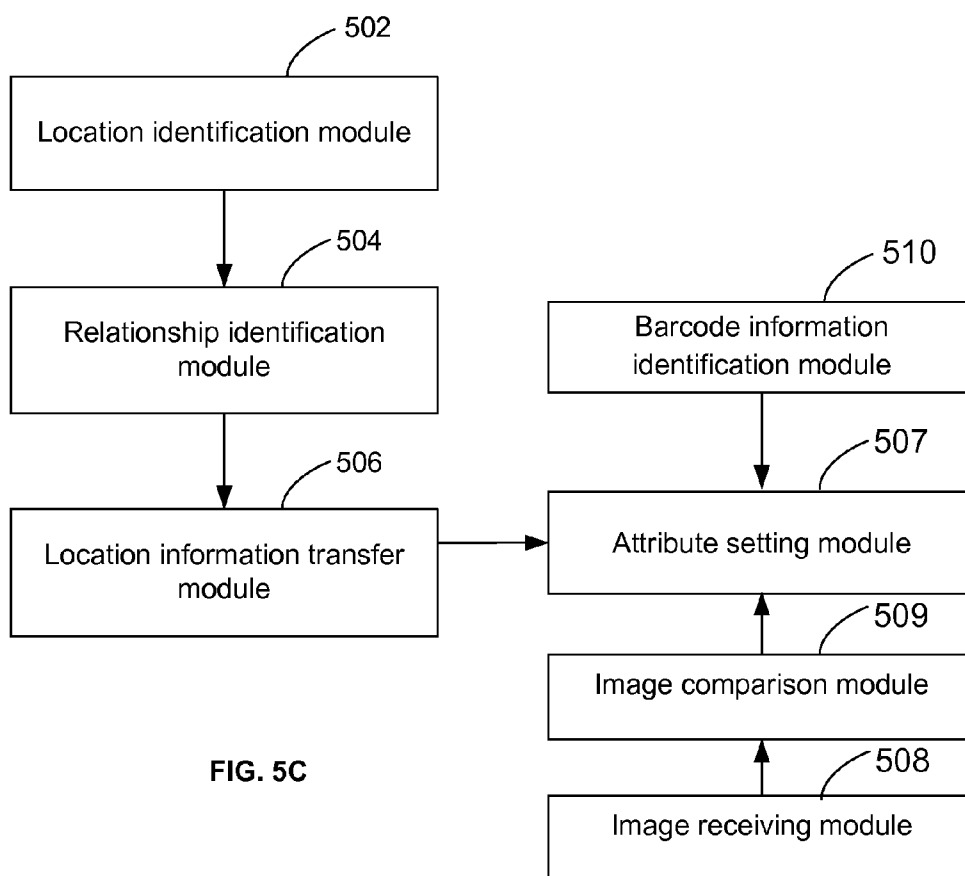 502
Location identification module
504
Relationship identification
module
506
Location information transfer
module
510
Barcode information
identification module
507
Attribute setting module
509
Image comparison module
508
Image receiving module
FIG. 5C